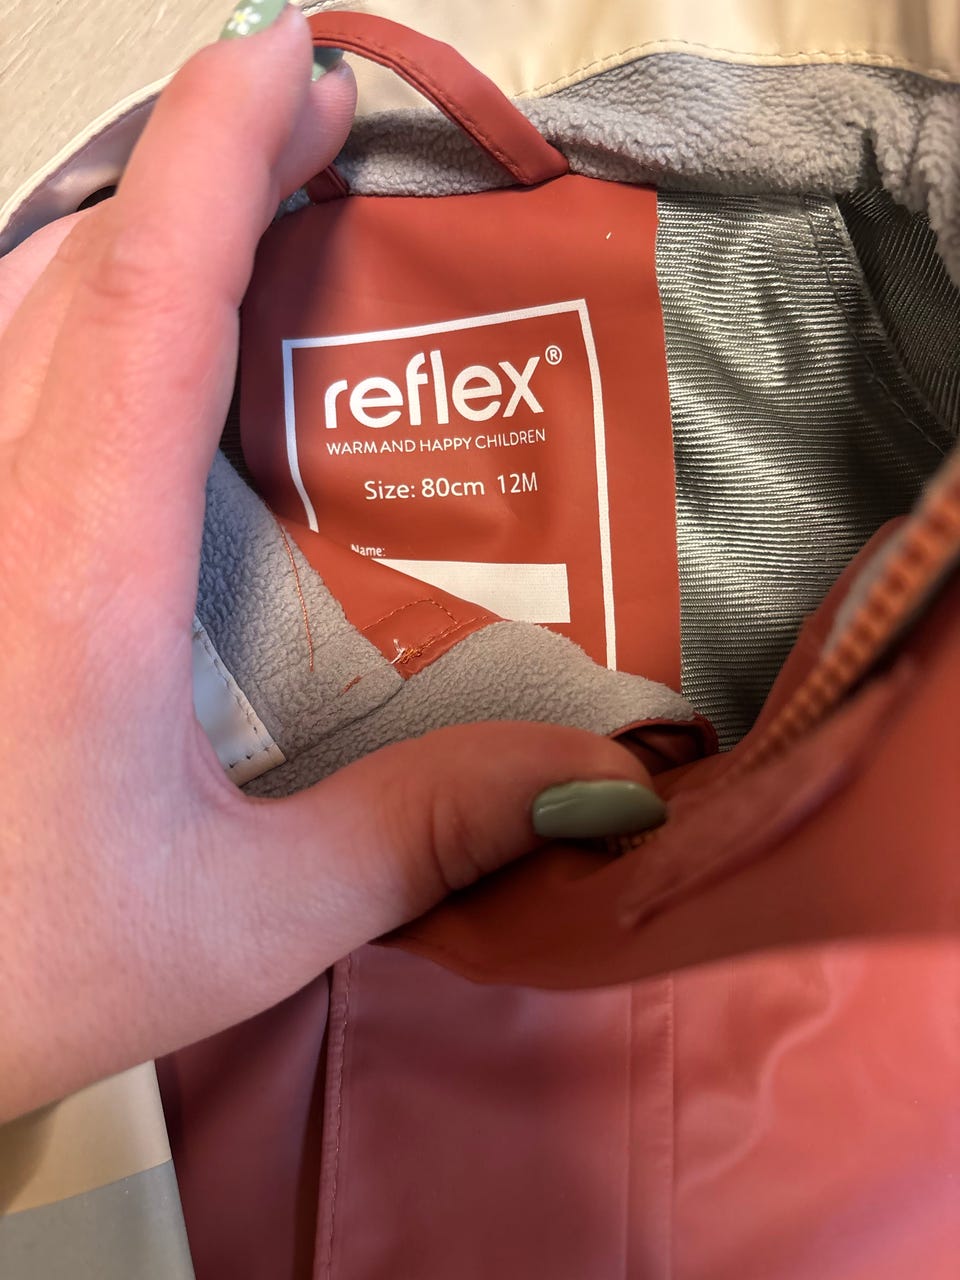 reflex®
WARM AND HAPPY CHILDREN
Size: 80cm 12M
Name: